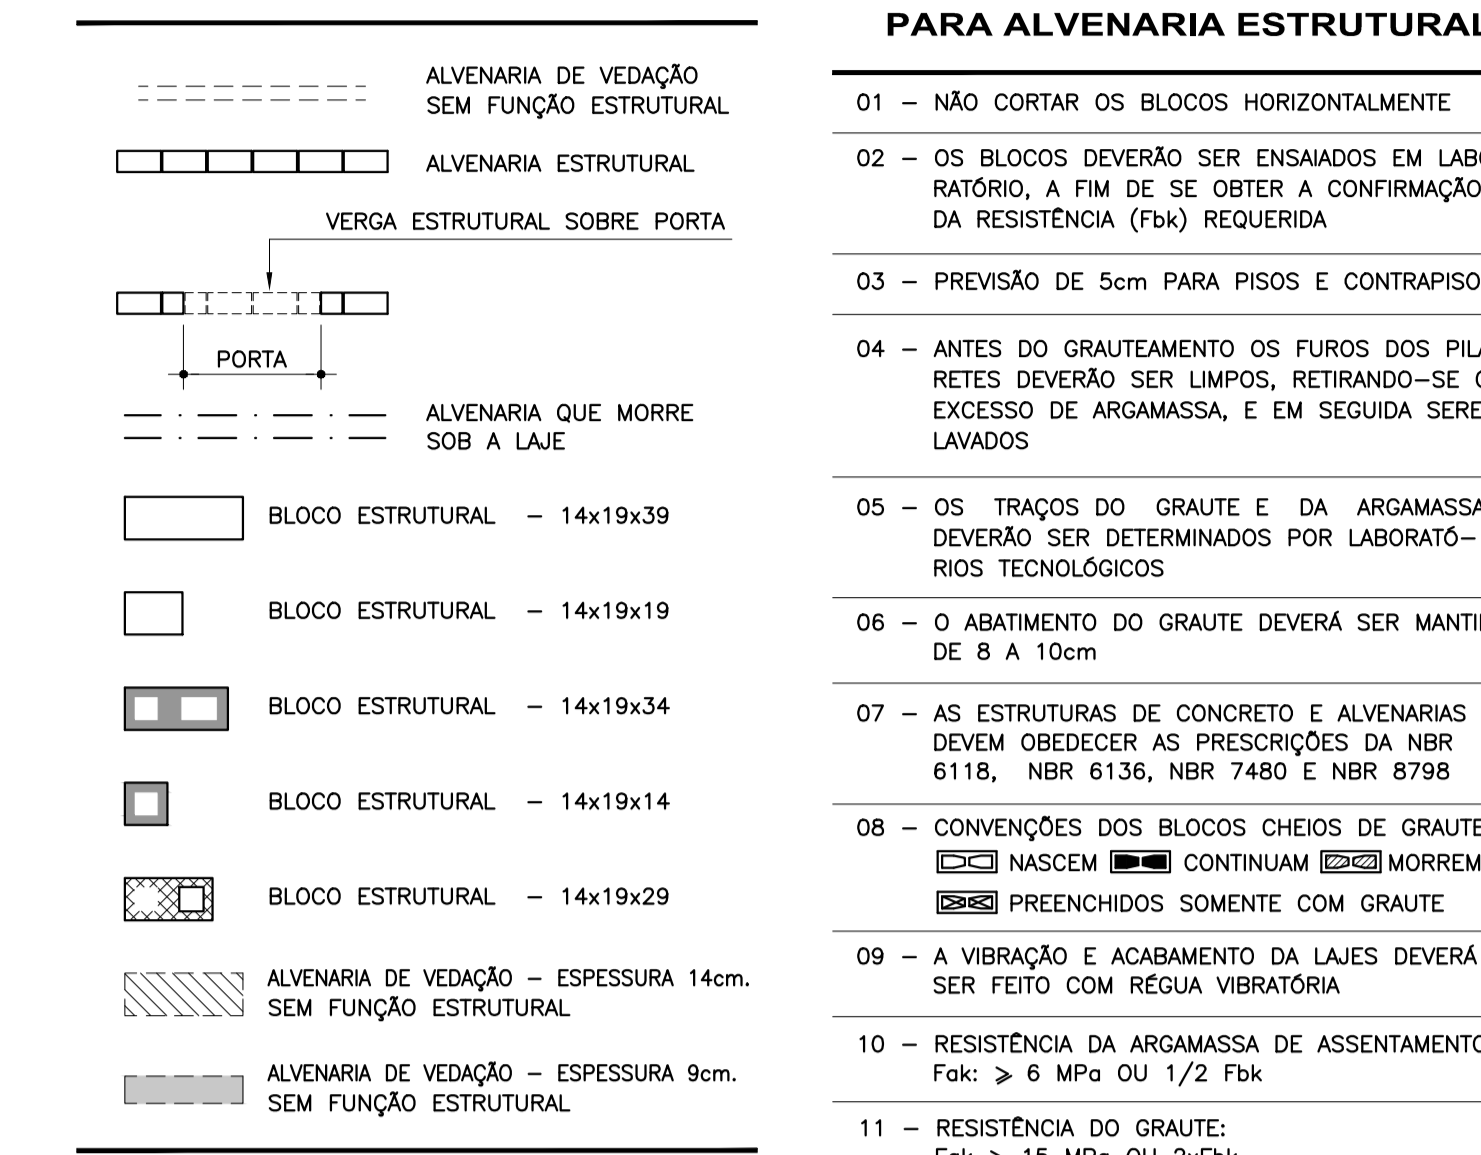 ALVENARIA DE VEDAÇÃO
SEM FUNÇÃO ESTRUTURAL
ALVENARIA ESTRUTURAL
VERGA ESTRUTURAL SOBRE PORTA
PORTA
ALVENARIA QUE MORRE
SOB A LAJE
BLOCO ESTRUTURAL – 14x19x39
BLOCO ESTRUTURAL – 14x19x19
BLOCO ESTRUTURAL – 14x19x34
BLOCO ESTRUTURAL – 14x19x14
BLOCO ESTRUTURAL – 14x19x29
ALVENARIA DE VEDAÇÃO – ESPESSURA 14cm.
SEM FUNÇÃO ESTRUTURAL
ALVENARIA DE VEDAÇÃO – ESPESSURA 9cm.
SEM FUNÇÃO ESTRUTURAL
PARA ALVENARIA ESTRUTURAL
01 – NÃO CORTAR OS BLOCOS HORIZONTALMENTE
02 – OS BLOCOS DEVERÃO SER ENSAIADOS EM
RATÓRIO, A FIM DE SE OBTER A CONFIRMAÇÃO
DA RESISTÊNCIA (Fbk) REQUERIDA
03 – PREVISÃO DE 5cm PARA PISOS E CONTRAPISO
04 – ANTES DO GRAUTEAMENTO OS FUROS DOS
RETES DEVERÃO SER LIMPOS, RETIRANDO–SE
EXCESSO DE ARGAMASSA, E EM SEGUIDA
LAVADOS
05 – OS TRAÇOS DO GRAUTE E DA ARGAMASSA
DEVERÃO SER DETERMINADOS POR LABORATÓ–
RIOS TECNOLÓGICOS
06 – O ABATIMENTO DO GRAUTE DEVERÁ SER
DE 8 A 10cm
07 – AS ESTRUTURAS DE CONCRETO E ALVENARIAS
DEVEM OBEDECER AS PRESCRIÇÕES DA NBR
6118, NBR 6136, NBR 7480 E NBR 8798
08 – CONVENÇÕES DOS BLOCOS CHEIOS DE GRAUTE
NASCEM CONTINUAM MORREM
PREENCHIDOS SOMENTE COM GRAUTE
09 – A VIBRAÇÃO E ACABAMENTO DA LAJES DEVERÁ
SER FEITO COM RÉGUA VIBRATÓRIA
10 – RESISTÊNCIA DA ARGAMASSA DE ASSENTAMENTO
Fak: ⩾ 6 MPa OU 1/2 Fbk
11 – RESISTÊNCIA DO GRAUTE: